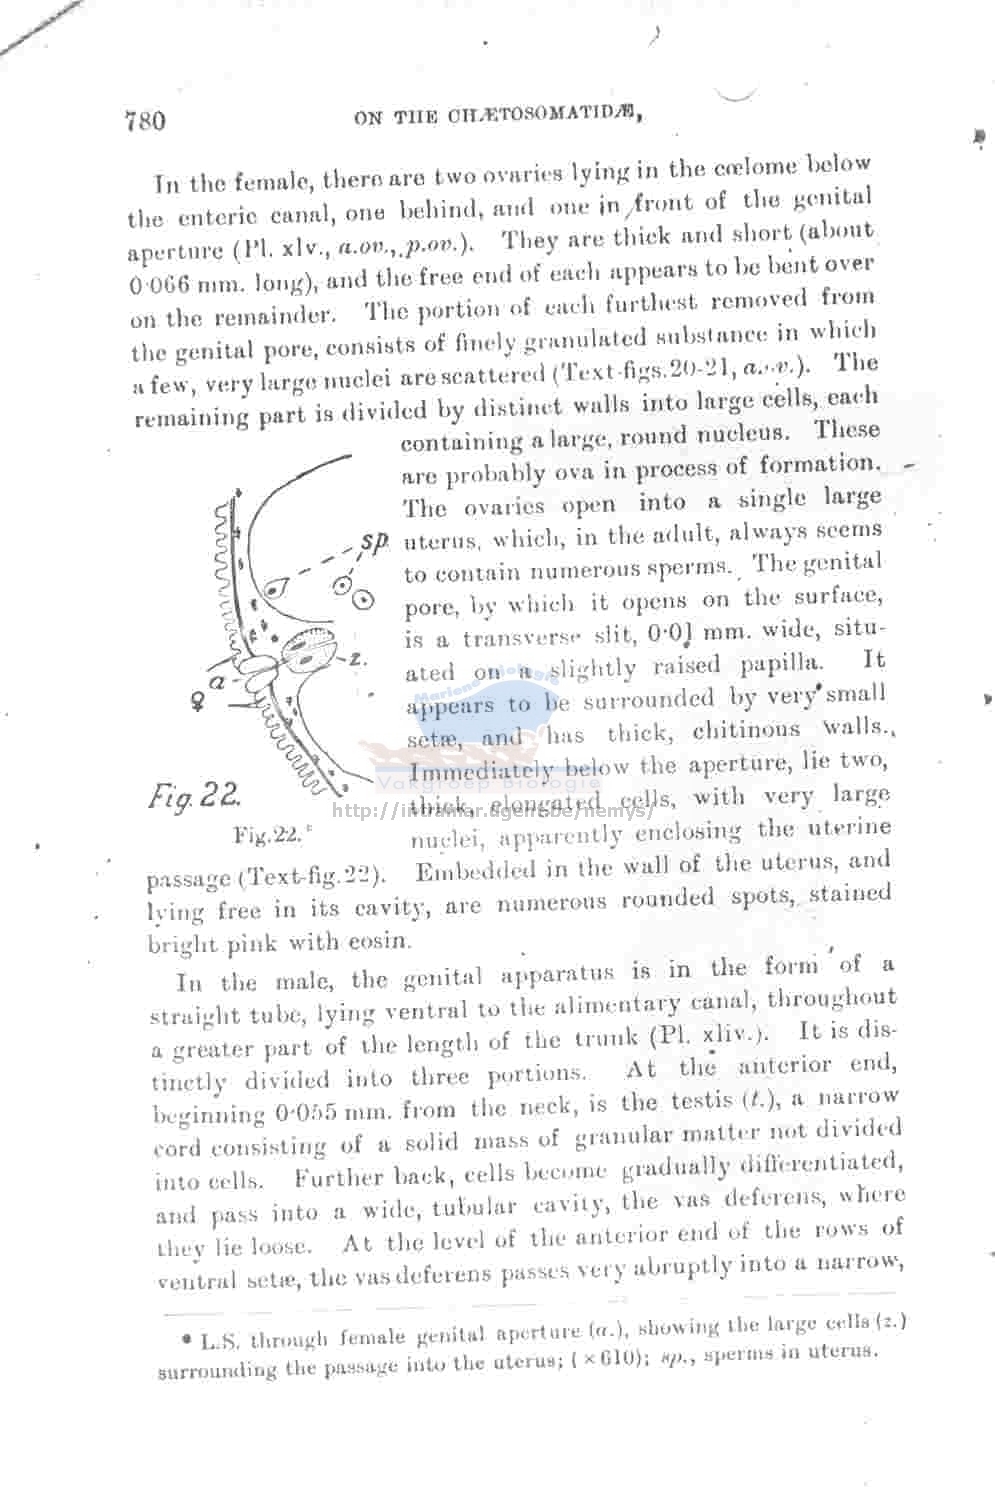 780
ON THE CHÆTOSOMATIDÆ,
In the female, there are two ovaries lying in the cœlome below
the enteric canal, one behind, and one in front of the genital
aperture (Pl. xlv., a.ov., p.ov.). They are thick and short (about
0·066 mm. long), and the free end of each appears to be bent over
on the remainder. The portion of each furthest removed from
the genital pore, consists of finely granulated substance in which
a few, very large nuclei are scattered (Text-figs.20-21, a.ov.). The
remaining part is divided by distinct walls into large cells, each
containing a large, round nucleus. These
are probably ova in process of formation.
The ovaries open into a single large
uterus, which, in the adult, always seems
to contain numerous sperms. The genital
pore, by which it opens on the surface,
is a transverse slit, 0·01 mm. wide, situ-
ated on a slightly raised papilla. It
appears to be surrounded by very small
setæ, and has thick, chitinous walls.
Immediately below the aperture, lie two,
thick, elongated cells, with very large
nuclei, apparently enclosing the uterine
sp.
z.
a
♀
Fig. 22.
Fig.22.*
passage (Text-fig.22). Embedded in the wall of the uterus, and
lying free in its cavity, are numerous rounded spots, stained
bright pink with eosin.
In the male, the genital apparatus is in the form of a
straight tube, lying ventral to the alimentary canal, throughout
a greater part of the length of the trunk (Pl. xliv.). It is dis-
tinctly divided into three portions. At the anterior end,
beginning 0·055 mm. from the neck, is the testis (t.), a narrow
cord consisting of a solid mass of granular matter not divided
into cells. Further back, cells become gradually differentiated,
and pass into a wide, tubular cavity, the vas deferens, where
they lie loose. At the level of the anterior end of the rows of
ventral setæ, the vas deferens passes very abruptly into a narrow,
* L.S. through female genital aperture (a.), showing the large cells (z.)
surrounding the passage into the uterus; ( × 610); sp., sperms in uterus.
Mariene Biologie
Vakgroep Biologie
http://intramar.ugent.be/nemys/